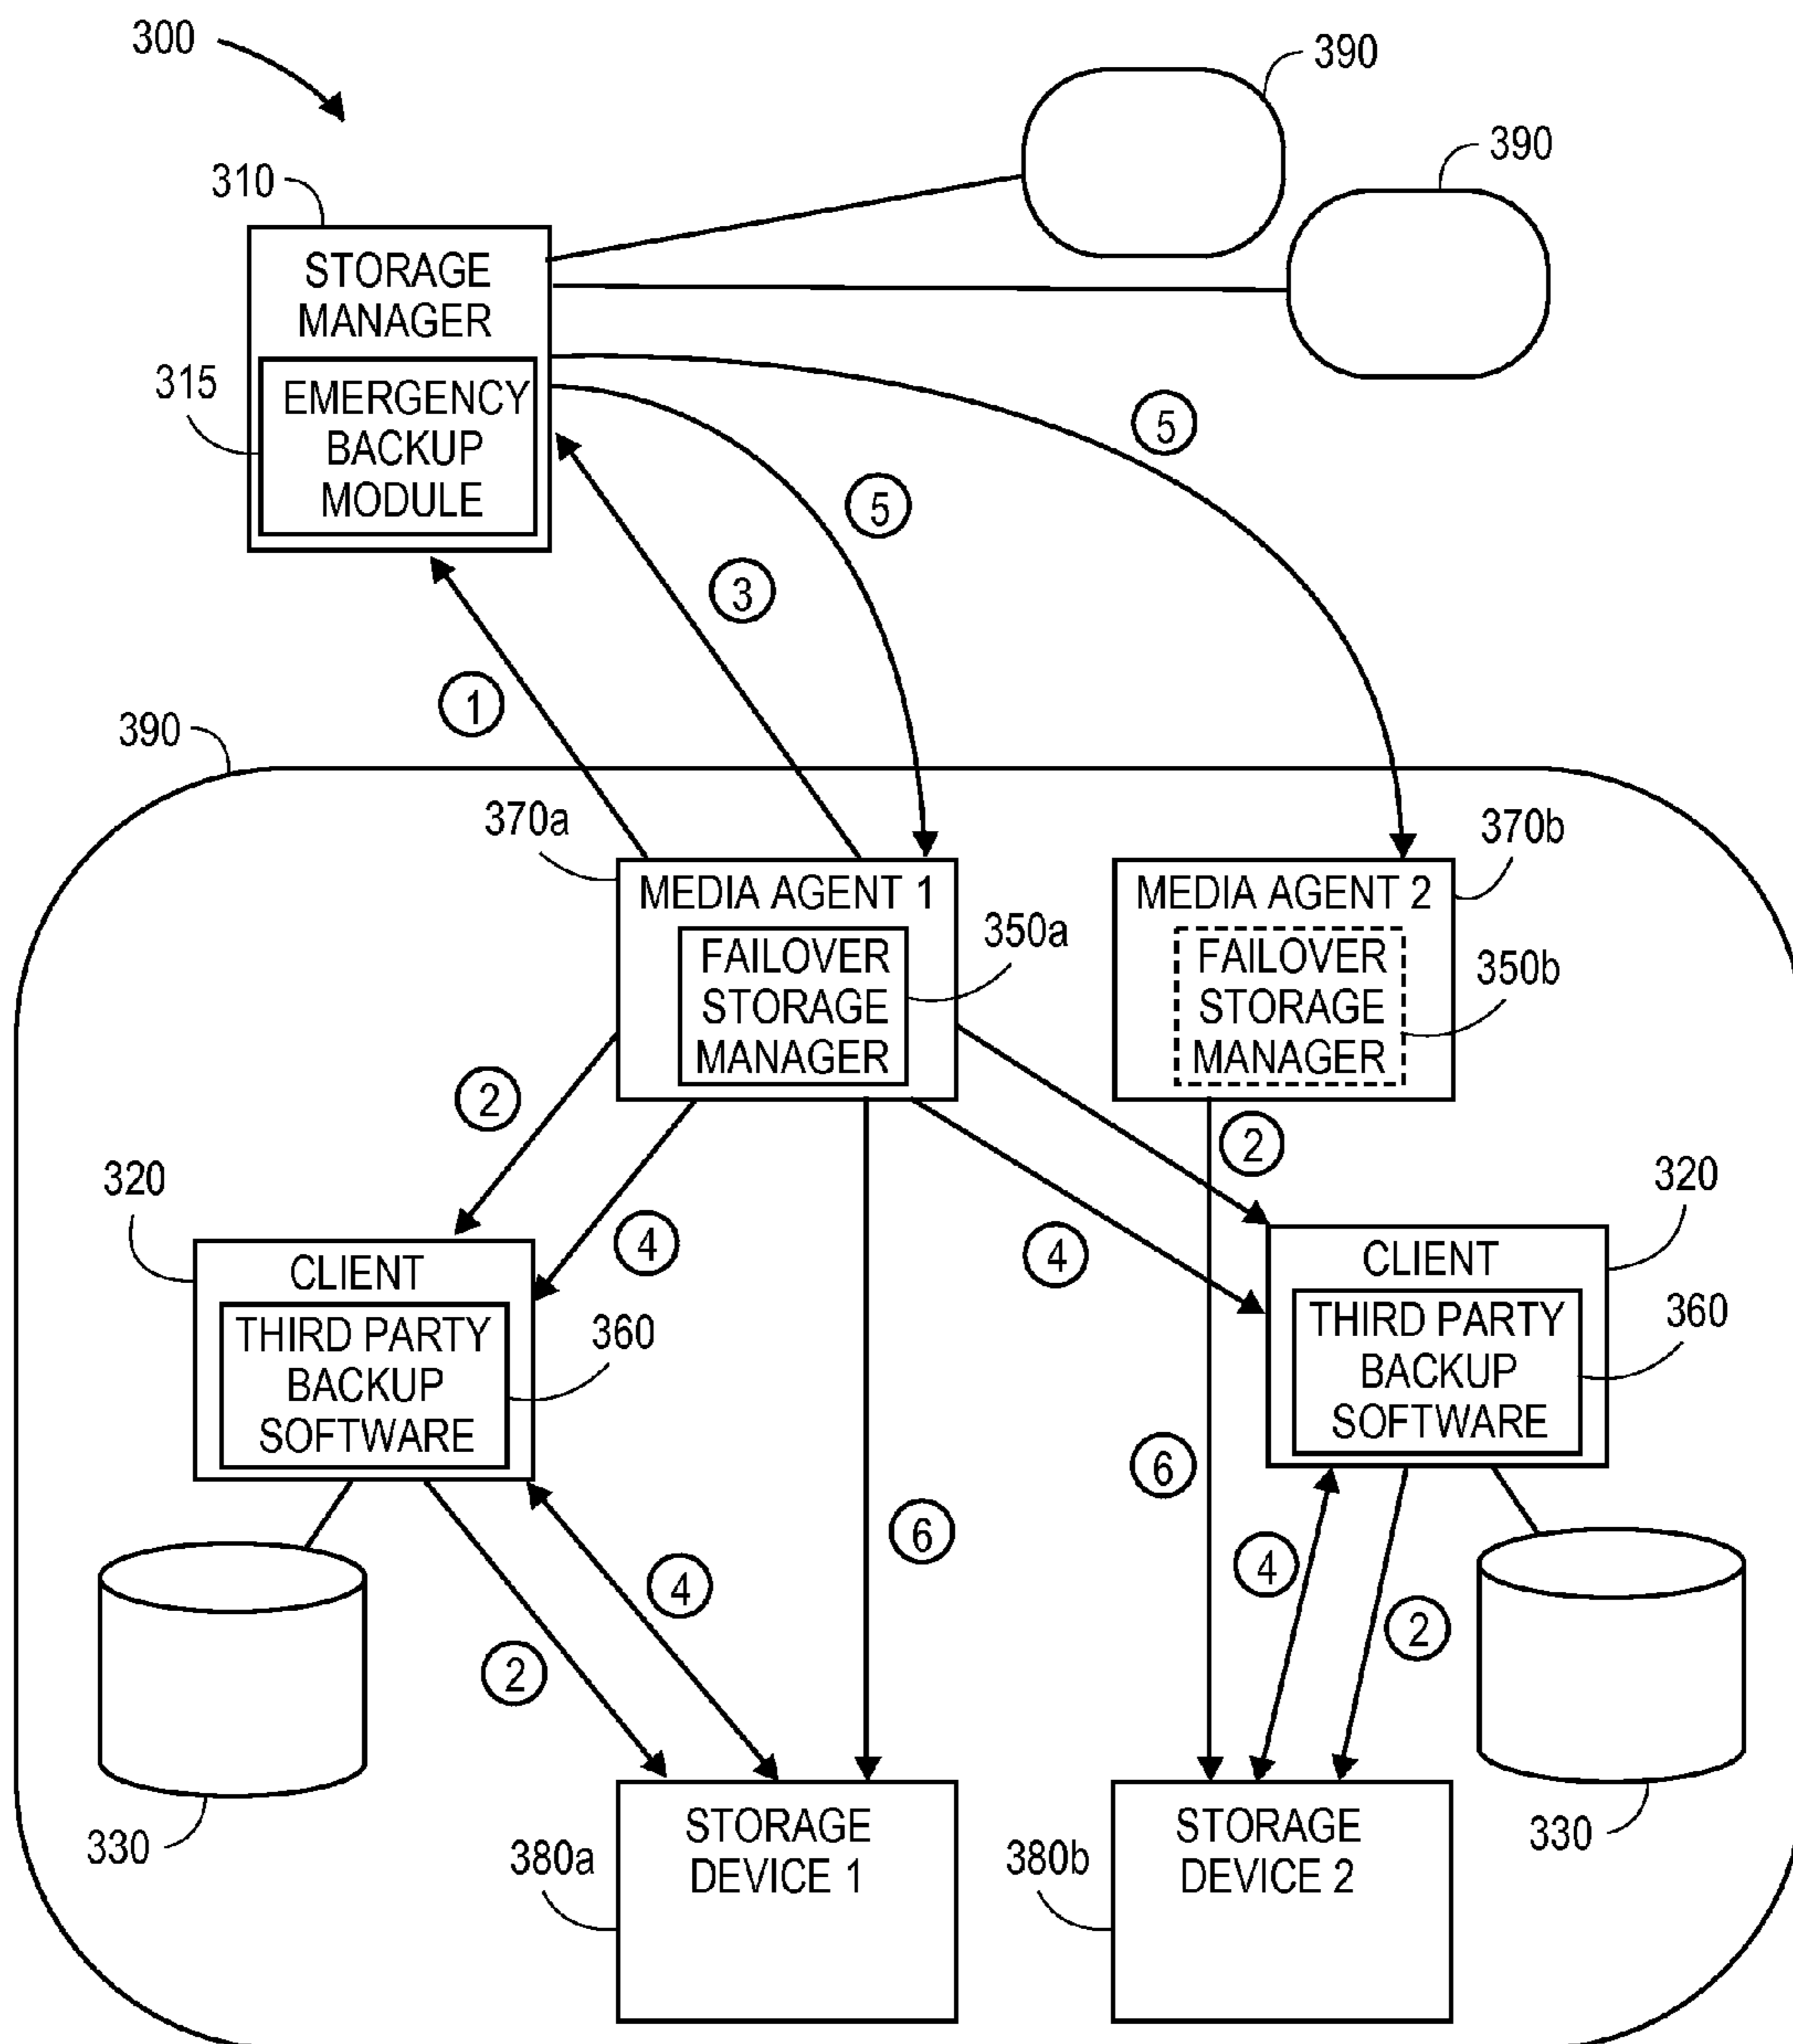 300
390
390
310
STORAGE
MANAGER
315
EMERGENCY
BACKUP
MODULE
5
5
3
1
390
370a
370b
MEDIA AGENT 1
MEDIA AGENT 2
350a
350b
FAILOVER
STORAGE
MANAGER
FAILOVER
STORAGE
MANAGER
2
2
320
320
4
4
CLIENT
CLIENT
THIRD PARTY
BACKUP
SOFTWARE
360
THIRD PARTY
BACKUP
SOFTWARE
360
6
6
4
4
2
2
330
330
380a
STORAGE
DEVICE 1
380b
STORAGE
DEVICE 2